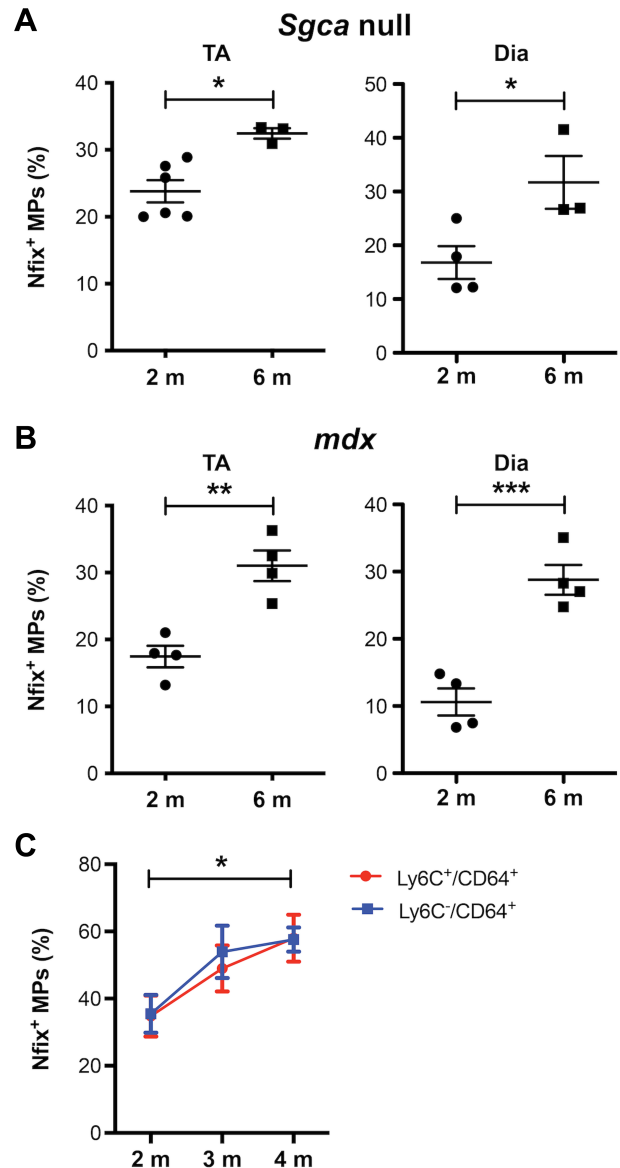 A
Sgca null
TA
Dia
Nfix⁺ MPs (%)
40
30
20
10
0
*
2 m
6 m
50
40
30
20
10
0
*
2 m
6 m
B
mdx
TA
Dia
Nfix⁺ MPs (%)
40
30
20
10
0
**
2 m
6 m
40
30
20
10
0
***
2 m
6 m
C
Nfix⁺ MPs (%)
80
60
40
20
0
*
2 m
3 m
4 m
Ly6C⁺/CD64⁺
Ly6C⁻/CD64⁺